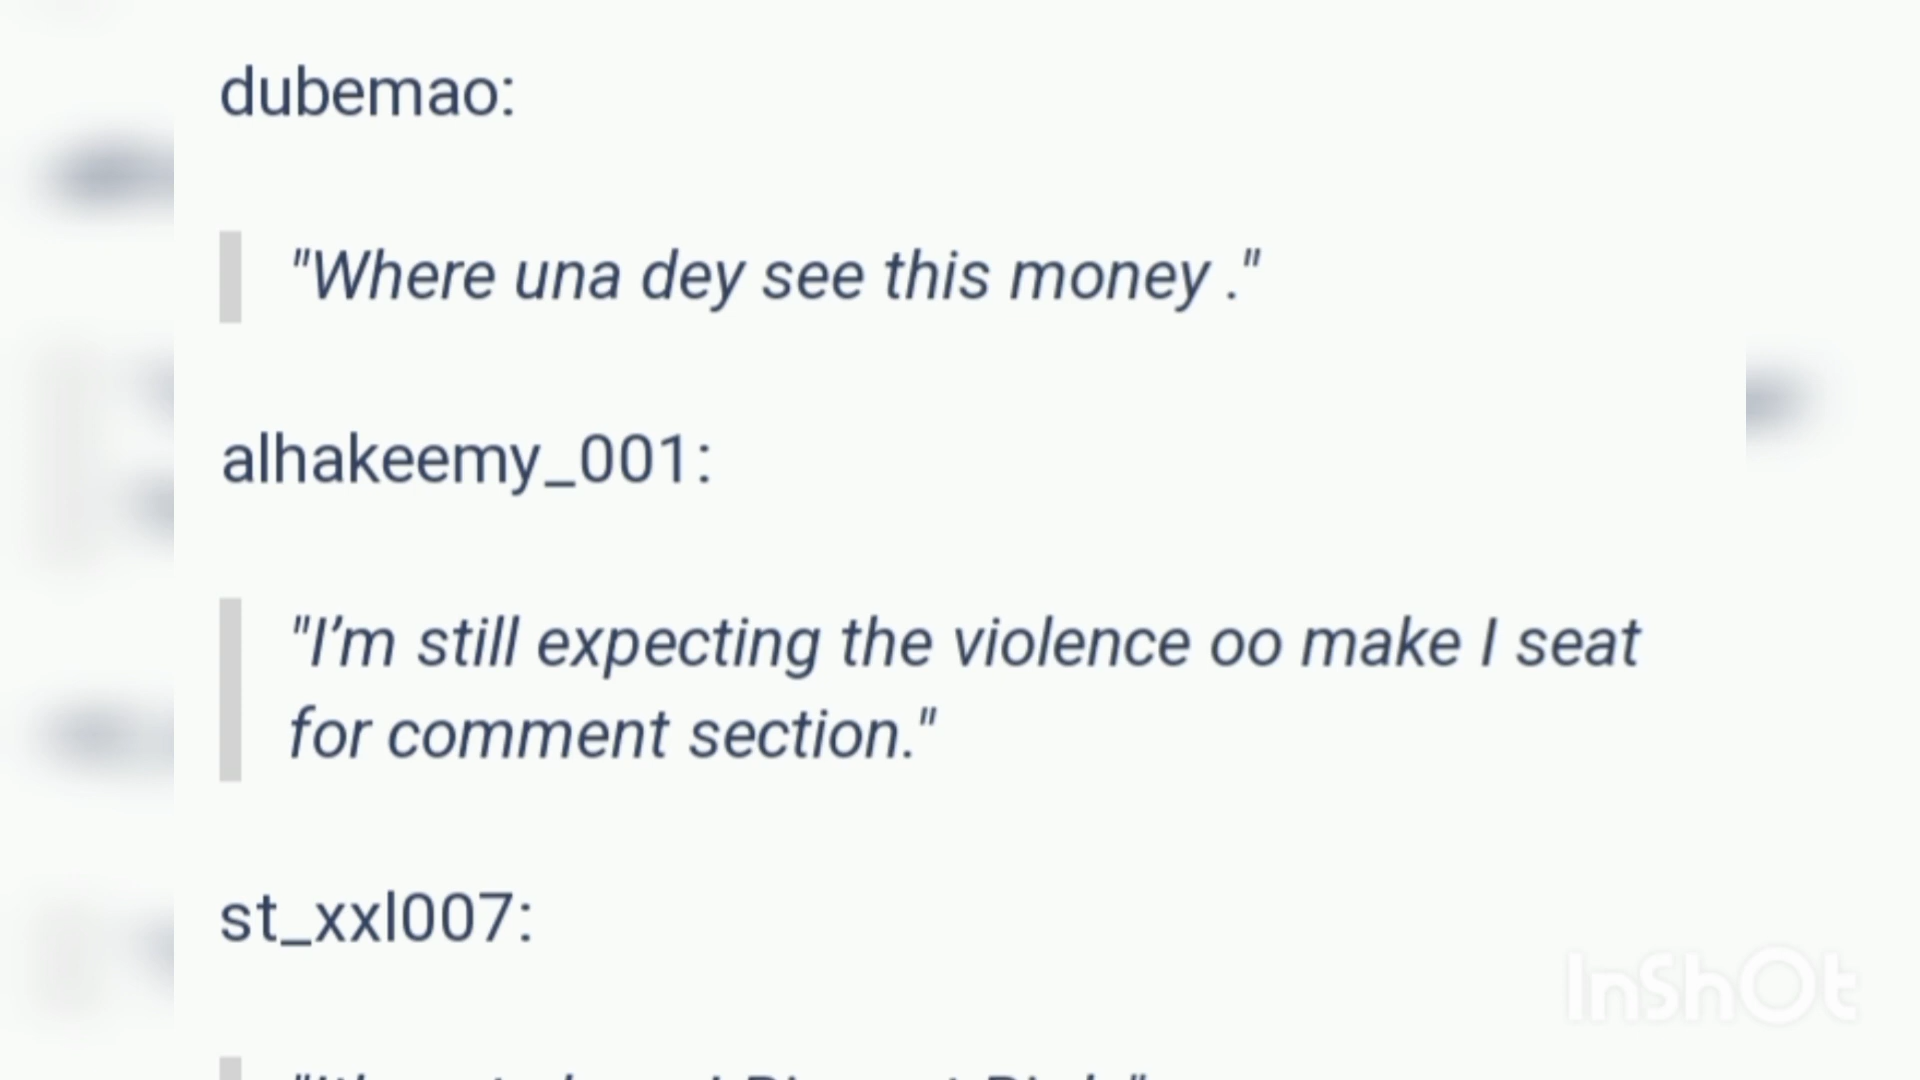 dubemao:
"Where una dey see this money ."
alhakeemy_001:
"I’m still expecting the violence oo make I seat
for comment section."
st_xxl007:
InShOt